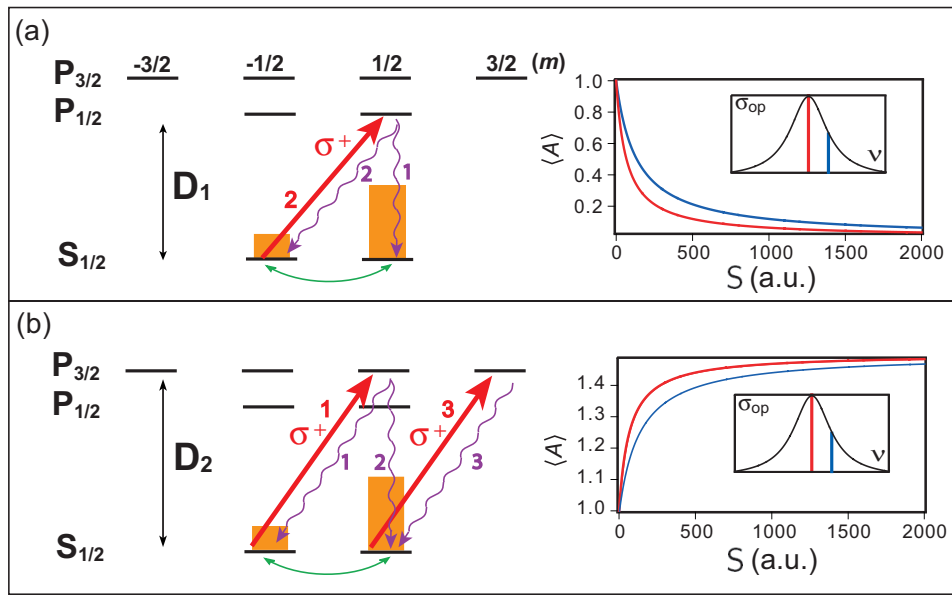 (a)
-3/2 -1/2 1/2 3/2 (m)
P3/2
P1/2
σ+
2 2 1
D1
S1/2
⟨A⟩
1.0
0.8
0.6
0.4
0.2
σop
ν
0 500 1000 1500 2000
S (a.u.)
(b)
P3/2
P1/2
1 3
σ+ σ+
1 2 3
D2
S1/2
⟨A⟩
1.4
1.3
1.2
1.1
1.0
σop
ν
0 500 1000 1500 2000
S (a.u.)